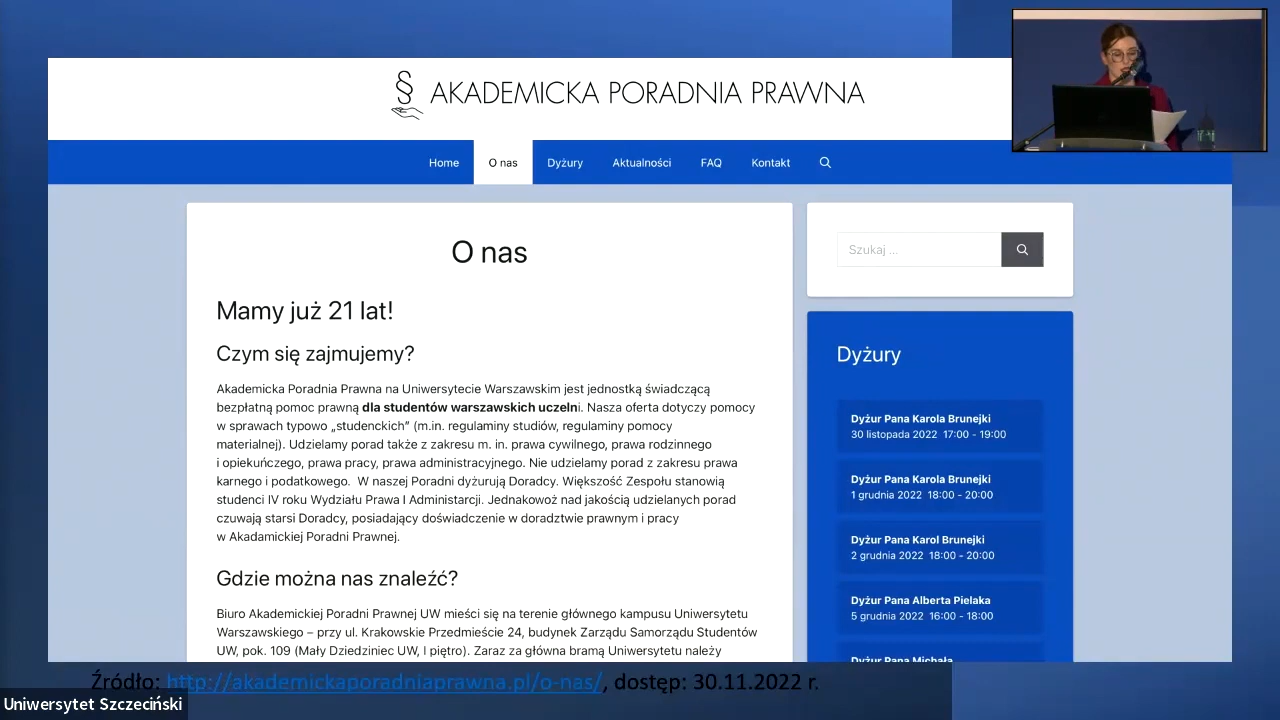 AKADEMICKA PORADNIA PRAWNA
Home O nas Dyżury Aktualności FAQ Kontakt
O nas
Mamy już 21 lat!
Czym się zajmujemy?
Akademicka Poradnia Prawna na Uniwersytecie Warszawskim jest jednostką świadczącą
bezpłatną pomoc prawną dla studentów warszawskich uczelni. Nasza oferta dotyczy pomocy
w sprawach typowo „studenckich” (m.in. regulaminy studiów, regulaminy pomocy
materialnej). Udzielamy porad także z zakresu m. in. prawa cywilnego, prawa rodzinnego
i opiekuńczego, prawa pracy, prawa administracyjnego. Nie udzielamy porad z zakresu prawa
karnego i podatkowego. W naszej Poradni dyżurują Doradcy. Większość Zespołu stanowią
studenci IV roku Wydziału Prawa I Administarcji. Jednakowoż nad jakością udzielanych porad
czuwają starsi Doradcy, posiadający doświadczenie w doradztwie prawnym i pracy
w Akadamickiej Poradni Prawnej.
Gdzie można nas znaleźć?
Biuro Akademickiej Poradni Prawnej UW mieści się na terenie głównego kampusu Uniwersytetu
Warszawskiego – przy ul. Krakowskie Przedmieście 24, budynek Zarządu Samorządu Studentów
UW, pok. 109 (Mały Dziedziniec UW, I piętro). Zaraz za główna bramą Uniwersytetu należy
Szukaj ...
Dyżury
Dyżur Pana Karola Brunejki
30 listopada 2022 17:00 - 19:00
Dyżur Pana Karola Brunejki
1 grudnia 2022 18:00 - 20:00
Dyżur Pana Karol Brunejki
2 grudnia 2022 18:00 - 20:00
Dyżur Pana Alberta Pielaka
5 grudnia 2022 16:00 - 18:00
Dyżur Pana Michała
Źródło: http://akademickaporadniaprawna.pl/o-nas/, dostęp: 30.11.2022 r.
Uniwersytet Szczeciński